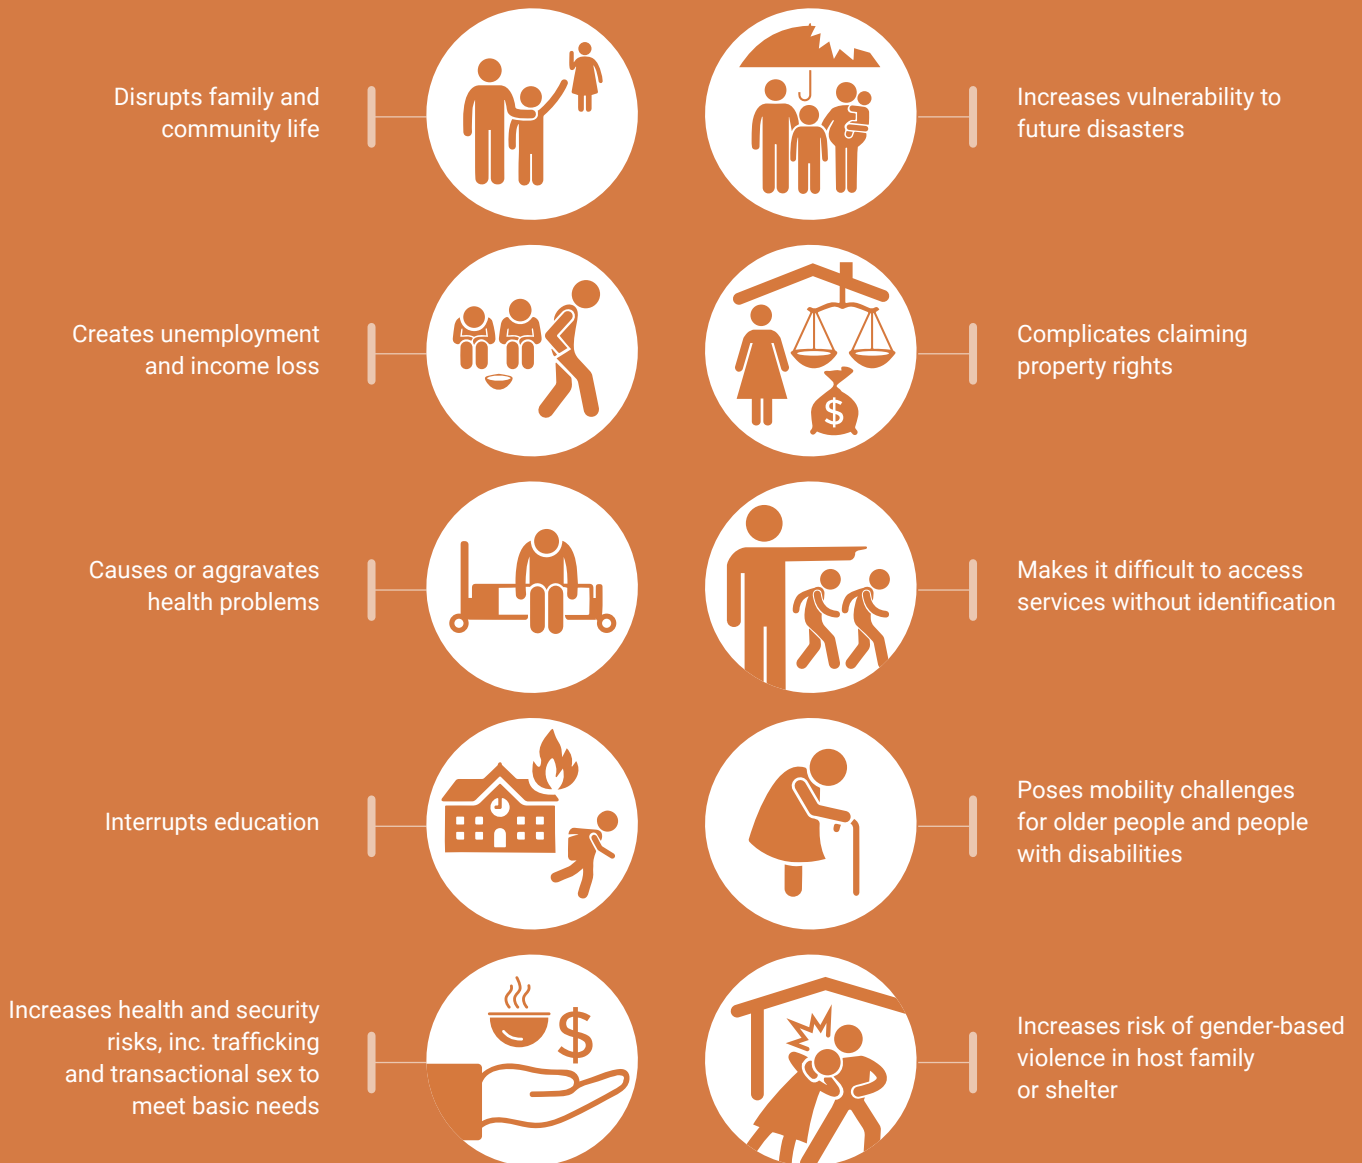 Disrupts family and
community life
Increases vulnerability to
future disasters
Creates unemployment
and income loss
$
Complicates claiming
property rights
Causes or aggravates
health problems
Makes it difficult to access
services without identification
Interrupts education
Poses mobility challenges
for older people and people
with disabilities
Increases health and security
risks, inc. trafficking
and transactional sex to
meet basic needs
$
Increases risk of gender-based
violence in host family
or shelter